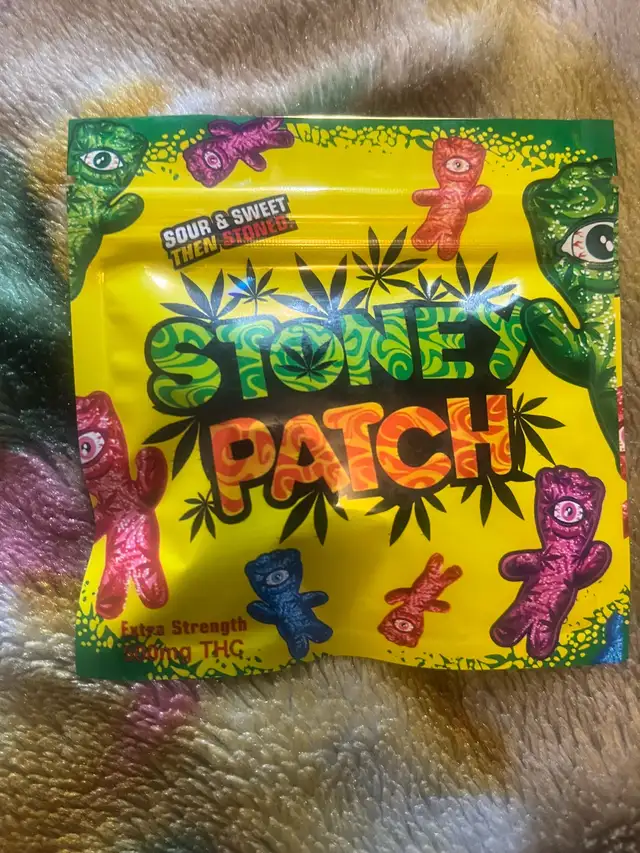 SOUR & SWEET
THEN STONED.
STONEY
PATCH
Extra Strength
THC